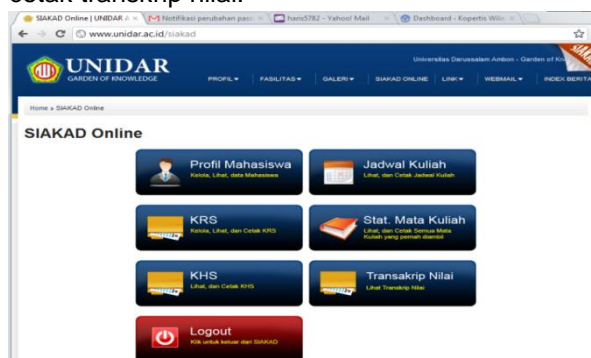 cetak transkrip nilai.
SIAKAD Online | UNIDAR A
Notifikasi perubahan pass
haris5782 - Yahoo! Mail
Dashboard - Kopertis Wila
www.unidar.ac.id/siakad
Universitas Darussalam Ambon - Garden of Kn
UNIDAR
GARDEN OF KNOWLEDGE
PROFIL FASILITAS GALERI SIAKAD ONLINE LINK WEBMAIL INDEX BERITA
Home » SIAKAD Online
SIAKAD Online
Profil Mahasiswa
Kelola, Lihat, data Mahasiswa
Jadwal Kuliah
Lihat, dan Cetak Jadwal Kuliah
KRS
Kelola, Lihat, dan Cetak KRS
Stat. Mata Kuliah
Lihat, dan Cetak Semua Mata
Kuliah yang pernah diambil
KHS
Lihat, dan Cetak KHS
Transakrip Nilai
Lihat Transkrip Nilai
Logout
Klik untuk keluar dari SIAKAD